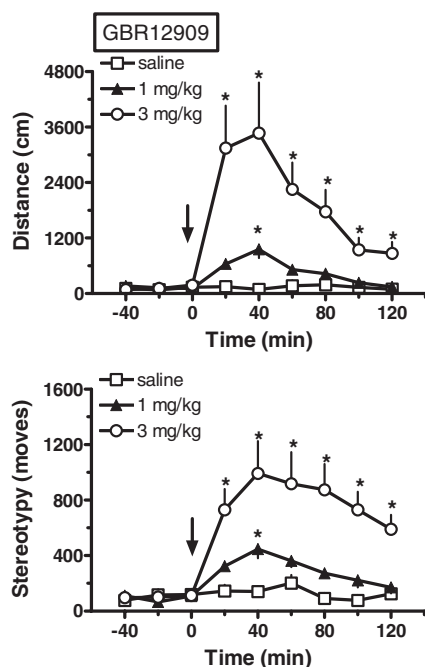 GBR12909
saline
1 mg/kg
3 mg/kg
4800
3600
2400
1200
0
Distance (cm)
* * * * * * *
-40 0 40 80 120
Time (min)
saline
1 mg/kg
3 mg/kg
1600
1200
800
400
0
Stereotypy (moves)
* * * * * * *
-40 0 40 80 120
Time (min)